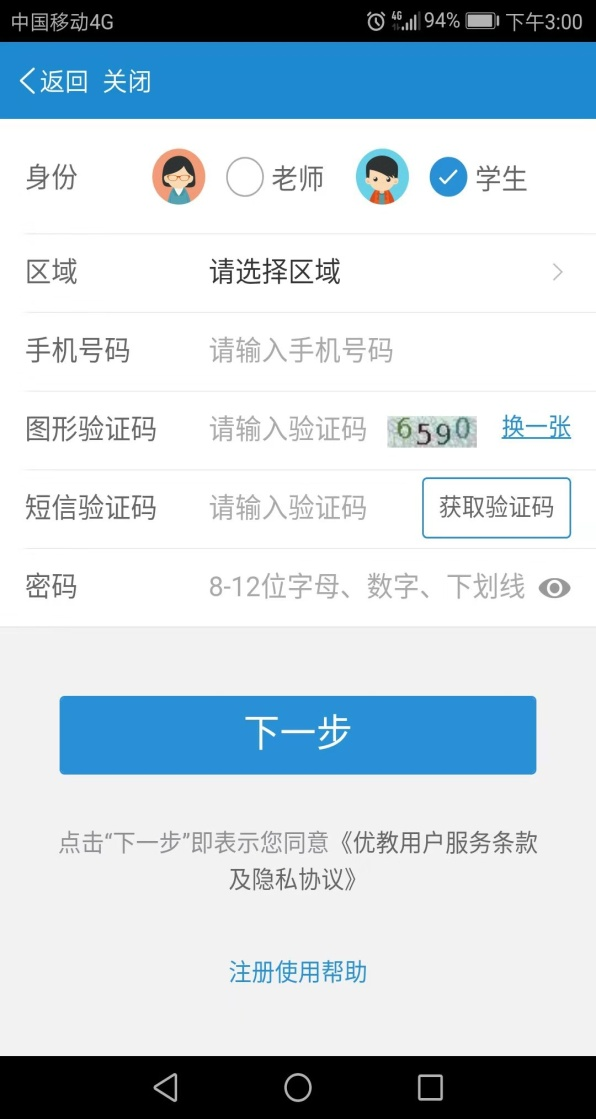 中国移动4G 4G 94% 下午3:00
返回 关闭
身份 老师 学生
区域 请选择区域
手机号码 请输入手机号码
图形验证码 请输入验证码 6590 换一张
短信验证码 请输入验证码 获取验证码
密码 8-12位字母、数字、下划线
下一步
点击“下一步”即表示您同意《优教用户服务条款
及隐私协议》
注册使用帮助